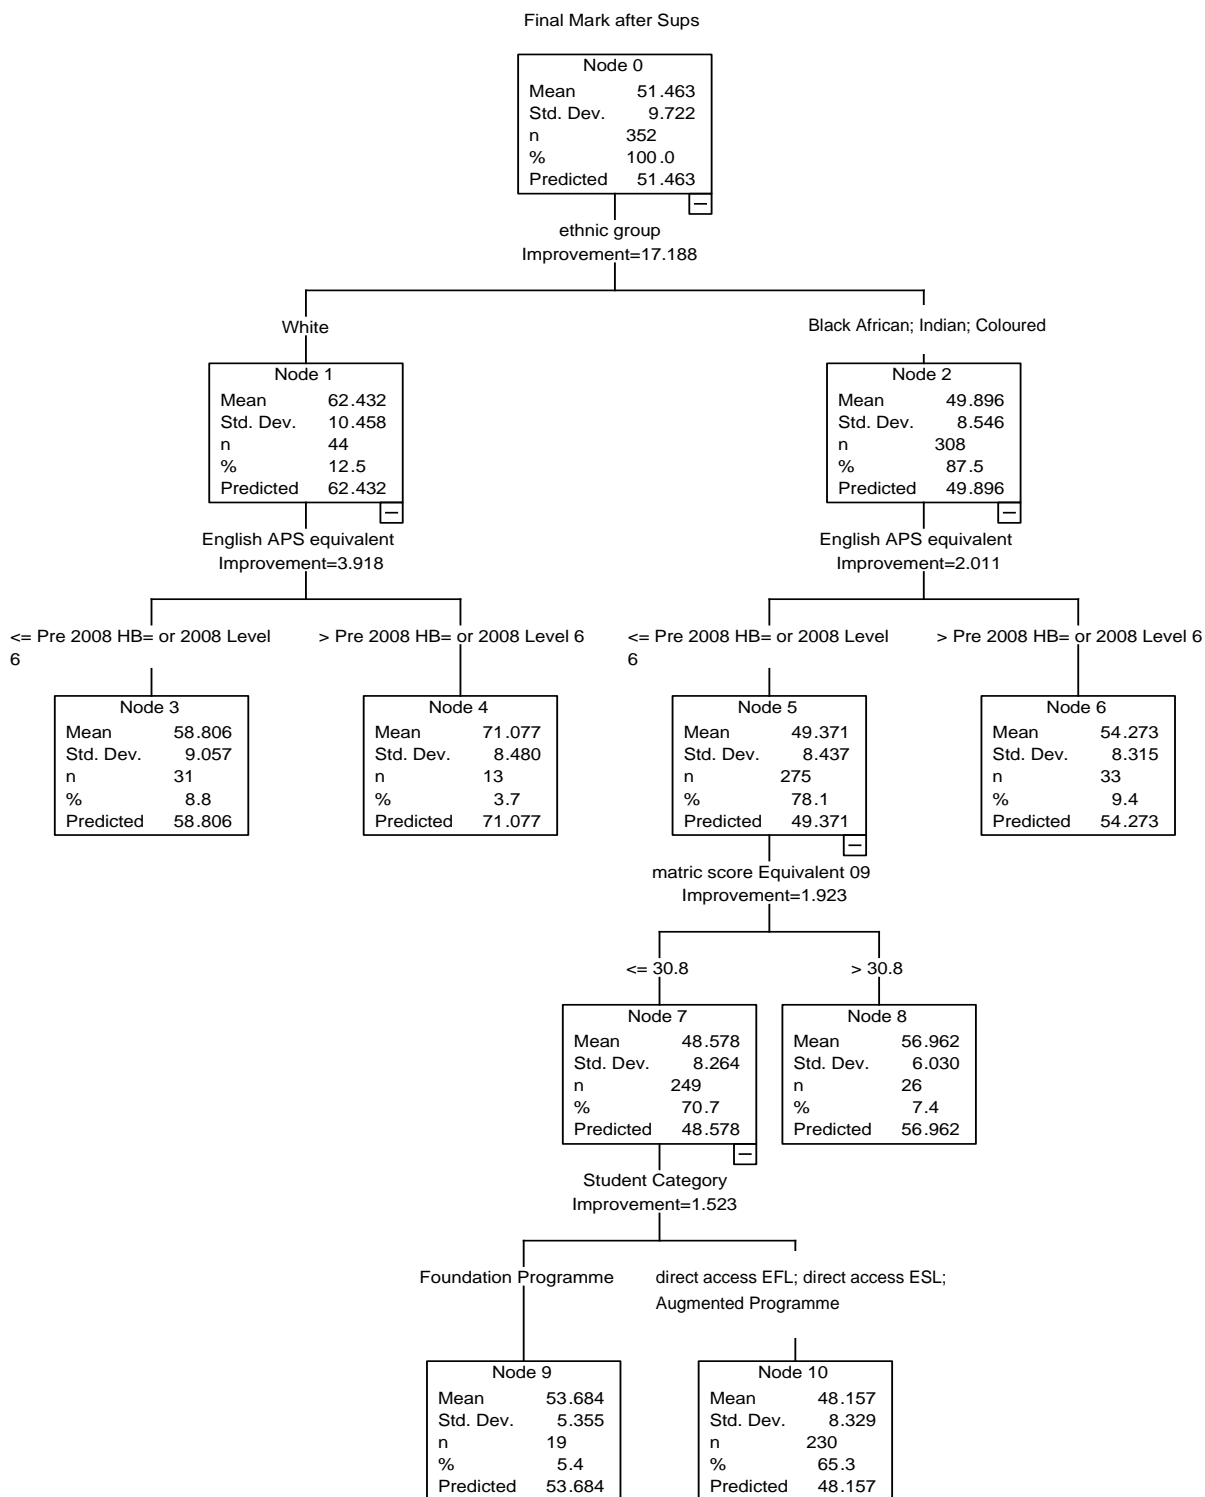 Final Mark after Sups
Node 0
Mean 51.463
Std. Dev. 9.722
n 352
% 100.0
Predicted 51.463
ethnic group
Improvement=17.188
White
Black African; Indian; Coloured
Node 1
Mean 62.432
Std. Dev. 10.458
n 44
% 12.5
Predicted 62.432
Node 2
Mean 49.896
Std. Dev. 8.546
n 308
% 87.5
Predicted 49.896
English APS equivalent
Improvement=3.918
English APS equivalent
Improvement=2.011
<= Pre 2008 HB= or 2008 Level
6
> Pre 2008 HB= or 2008 Level 6
<= Pre 2008 HB= or 2008 Level
6
> Pre 2008 HB= or 2008 Level 6
Node 3
Mean 58.806
Std. Dev. 9.057
n 31
% 8.8
Predicted 58.806
Node 4
Mean 71.077
Std. Dev. 8.480
n 13
% 3.7
Predicted 71.077
Node 5
Mean 49.371
Std. Dev. 8.437
n 275
% 78.1
Predicted 49.371
Node 6
Mean 54.273
Std. Dev. 8.315
n 33
% 9.4
Predicted 54.273
matric score Equivalent 09
Improvement=1.923
<= 30.8
> 30.8
Node 7
Mean 48.578
Std. Dev. 8.264
n 249
% 70.7
Predicted 48.578
Node 8
Mean 56.962
Std. Dev. 6.030
n 26
% 7.4
Predicted 56.962
Student Category
Improvement=1.523
Foundation Programme
direct access EFL; direct access ESL;
Augmented Programme
Node 9
Mean 53.684
Std. Dev. 5.355
n 19
% 5.4
Predicted 53.684
Node 10
Mean 48.157
Std. Dev. 8.329
n 230
% 65.3
Predicted 48.157